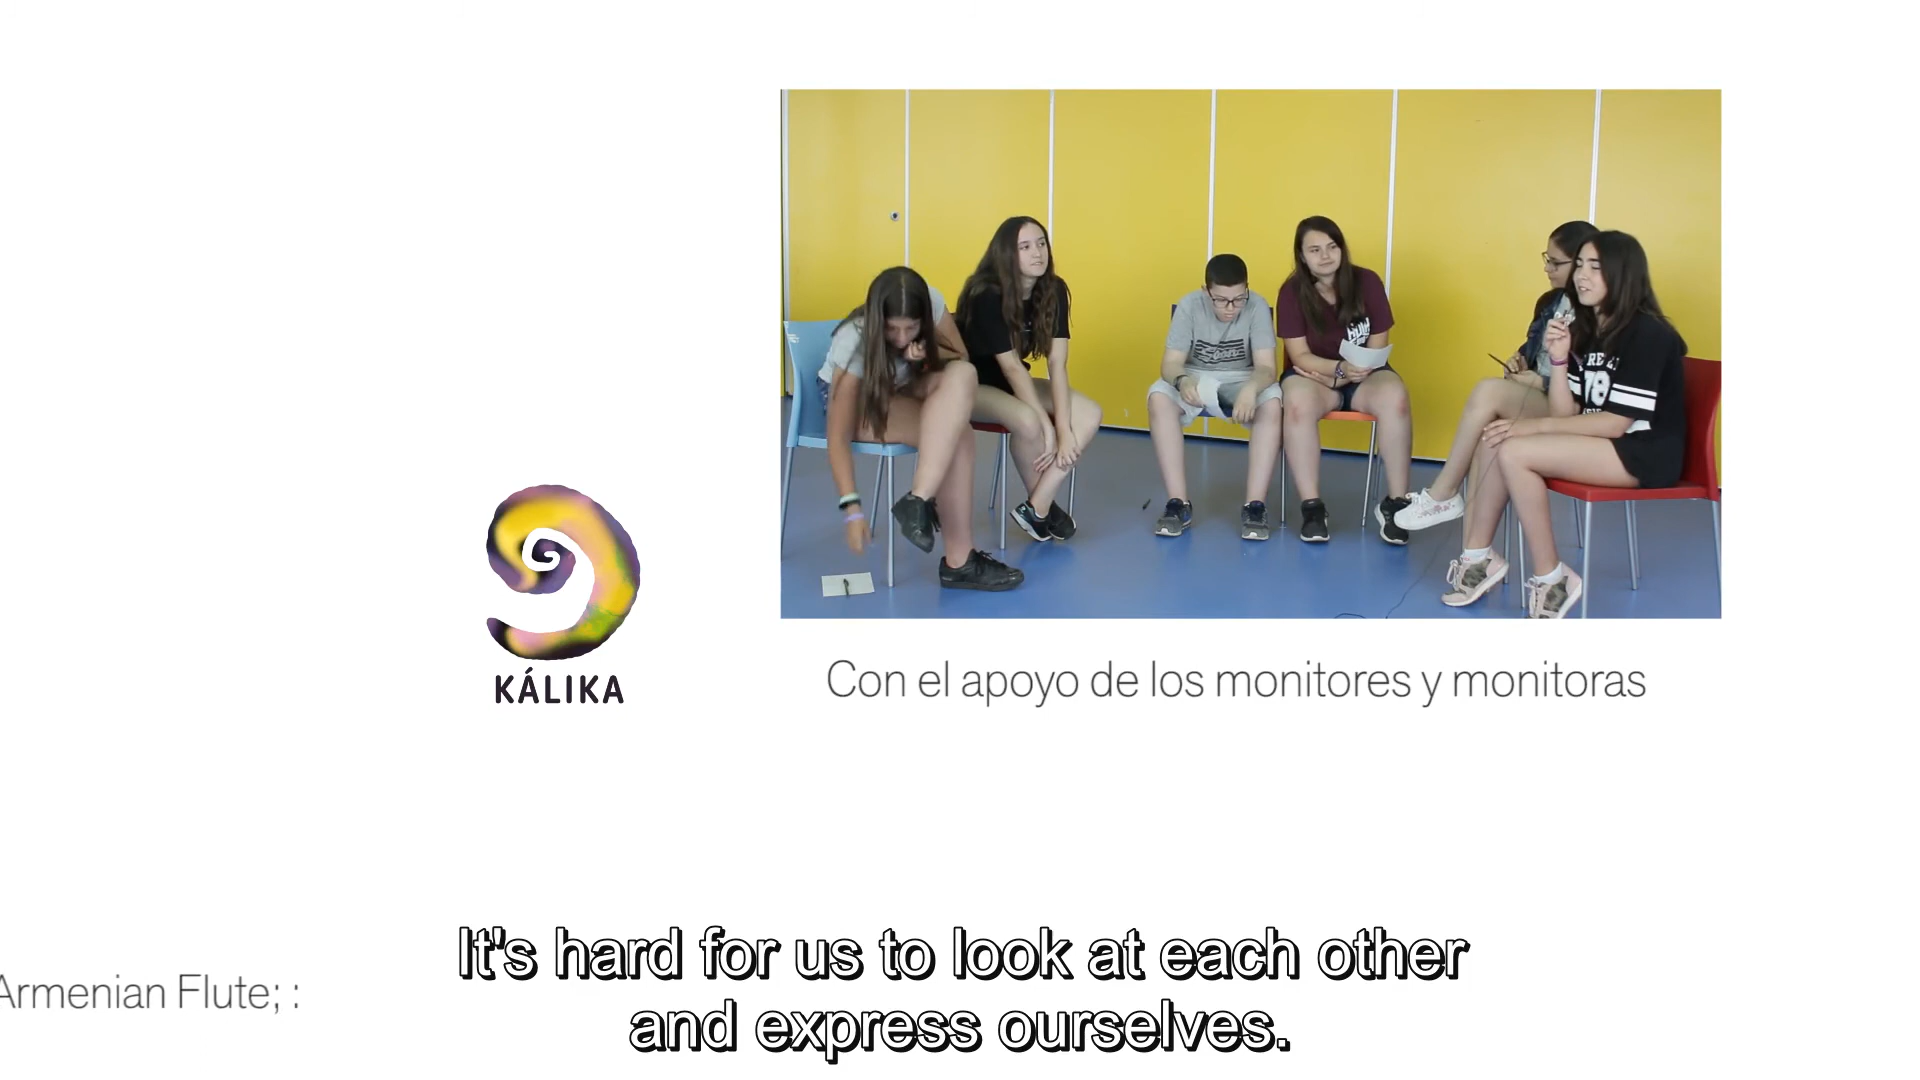 KÁLIKA
Con el apoyo de los monitores y monitoras
Armenian Flute; :
It's hard for us to look at each other
and express ourselves.